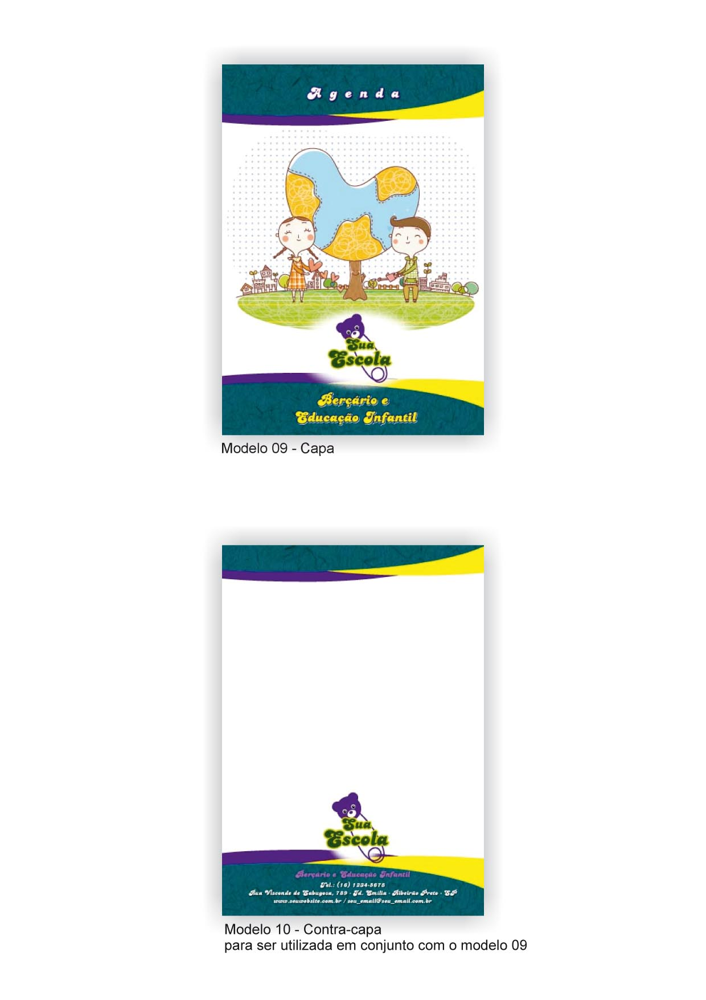 Agenda
Sua
Escola
Berçário e
Educação Infantil
Modelo 09 - Capa
Sua
Escola
Berçário e Educação Infantil
Tel.: (16) 1234-5678
Rua Visconde de Sabugosa, 789 - Jd. Emília - Ribeirão Preto - SP
www.seuwebsite.com.br / seu_email@seu_email.com.br
Modelo 10 - Contra-capa
para ser utilizada em conjunto com o modelo 09